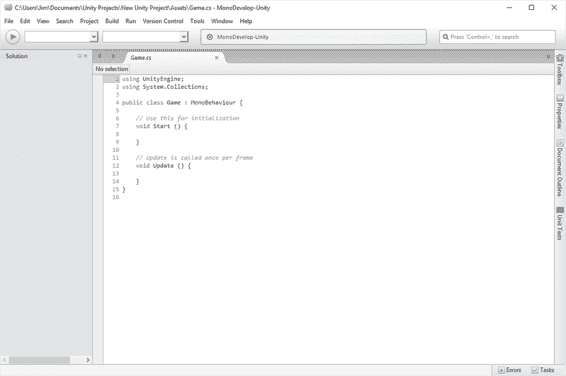 C:\Users\Jim\Documents\Unity Projects\New Unity Project\Assets\Game.cs - MonoDevelop-Unity
File Edit View Search Project Build Run Version Control Tools Window Help
MonoDevelop-Unity
Press 'Control+,' to search
Solution
Game.cs
No selection
1 using UnityEngine;
2 using System.Collections;
3
4 public class Game : MonoBehaviour {
5
6 // Use this for initialization
7 void Start () {
8
9 }
10
11 // Update is called once per frame
12 void Update () {
13
14 }
15 }
16
Toolbox
Properties
Document Outline
Unit Tests
Errors Tasks